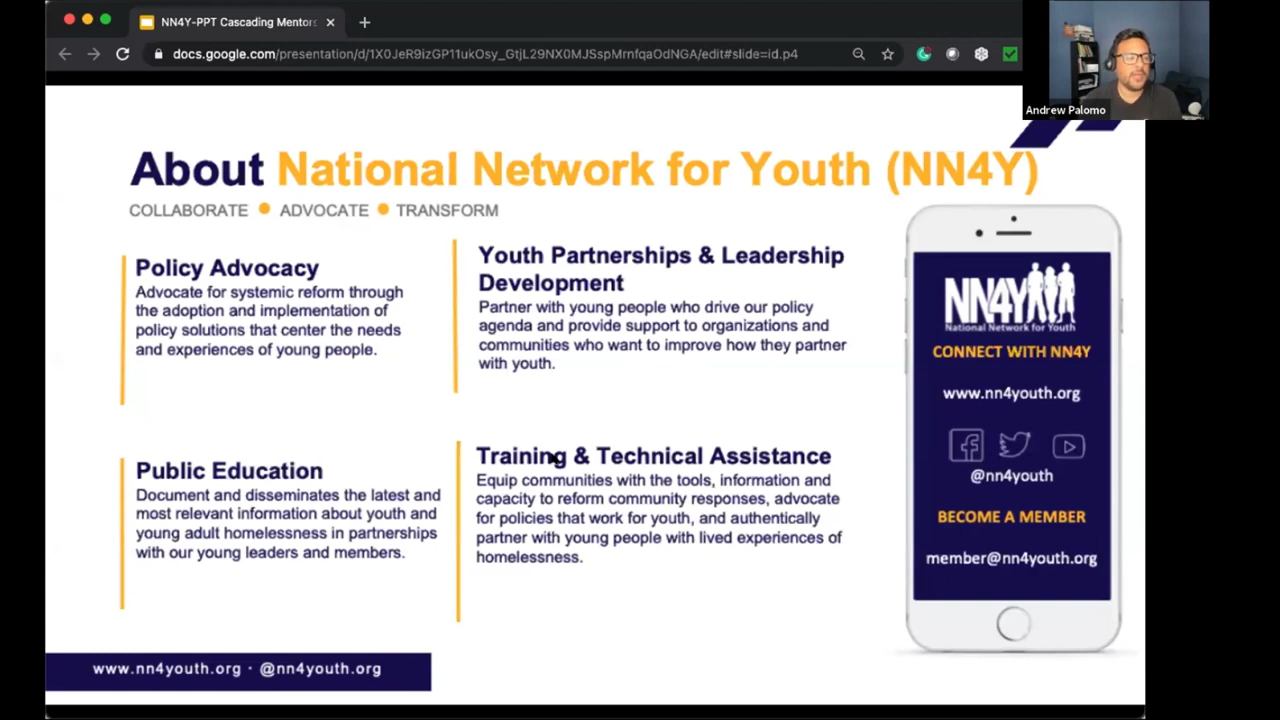 NN4Y-PPT Cascading Mentors
docs.google.com/presentation/d/1X0JeR9izGP11ukOsy_GtjL29NX0MJSspMrnfqaOdNGA/edit#slide=id.p4
Andrew Palomo
About National Network for Youth (NN4Y)
COLLABORATE ● ADVOCATE ● TRANSFORM
Policy Advocacy
Advocate for systemic reform through
the adoption and implementation of
policy solutions that center the needs
and experiences of young people.
Youth Partnerships & Leadership
Development
Partner with young people who drive our policy
agenda and provide support to organizations and
communities who want to improve how they partner
with youth.
Public Education
Document and disseminates the latest and
most relevant information about youth and
young adult homelessness in partnerships
with our young leaders and members.
Training & Technical Assistance
Equip communities with the tools, information and
capacity to reform community responses, advocate
for policies that work for youth, and authentically
partner with young people with lived experiences of
homelessness.
NN4Y
National Network for Youth
CONNECT WITH NN4Y
www.nn4youth.org
@nn4youth
BECOME A MEMBER
member@nn4youth.org
www.nn4youth.org · @nn4youth.org